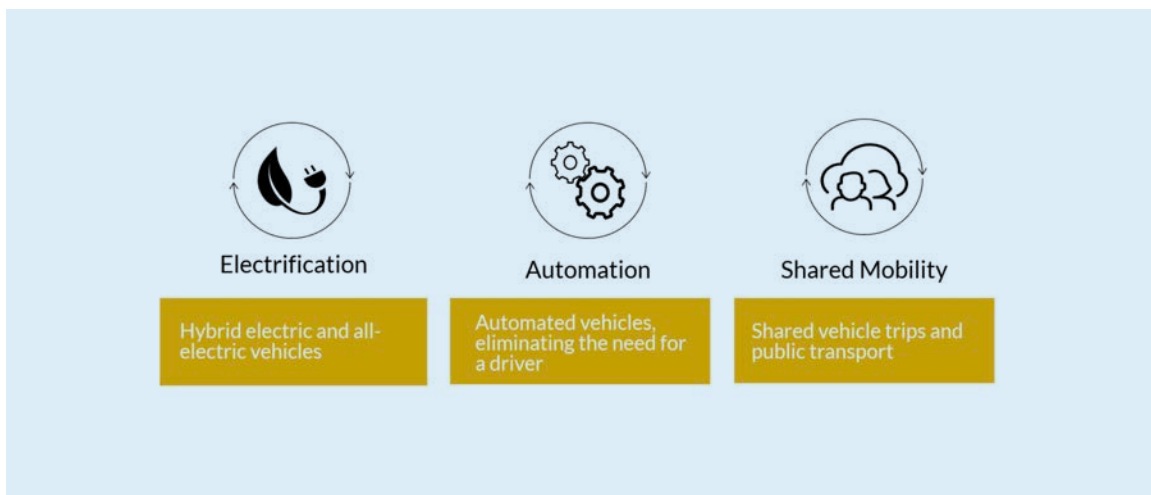 Electrification
Hybrid electric and all-
electric vehicles
Automation
Automated vehicles,
eliminating the need for
a driver
Shared Mobility
Shared vehicle trips and
public transport